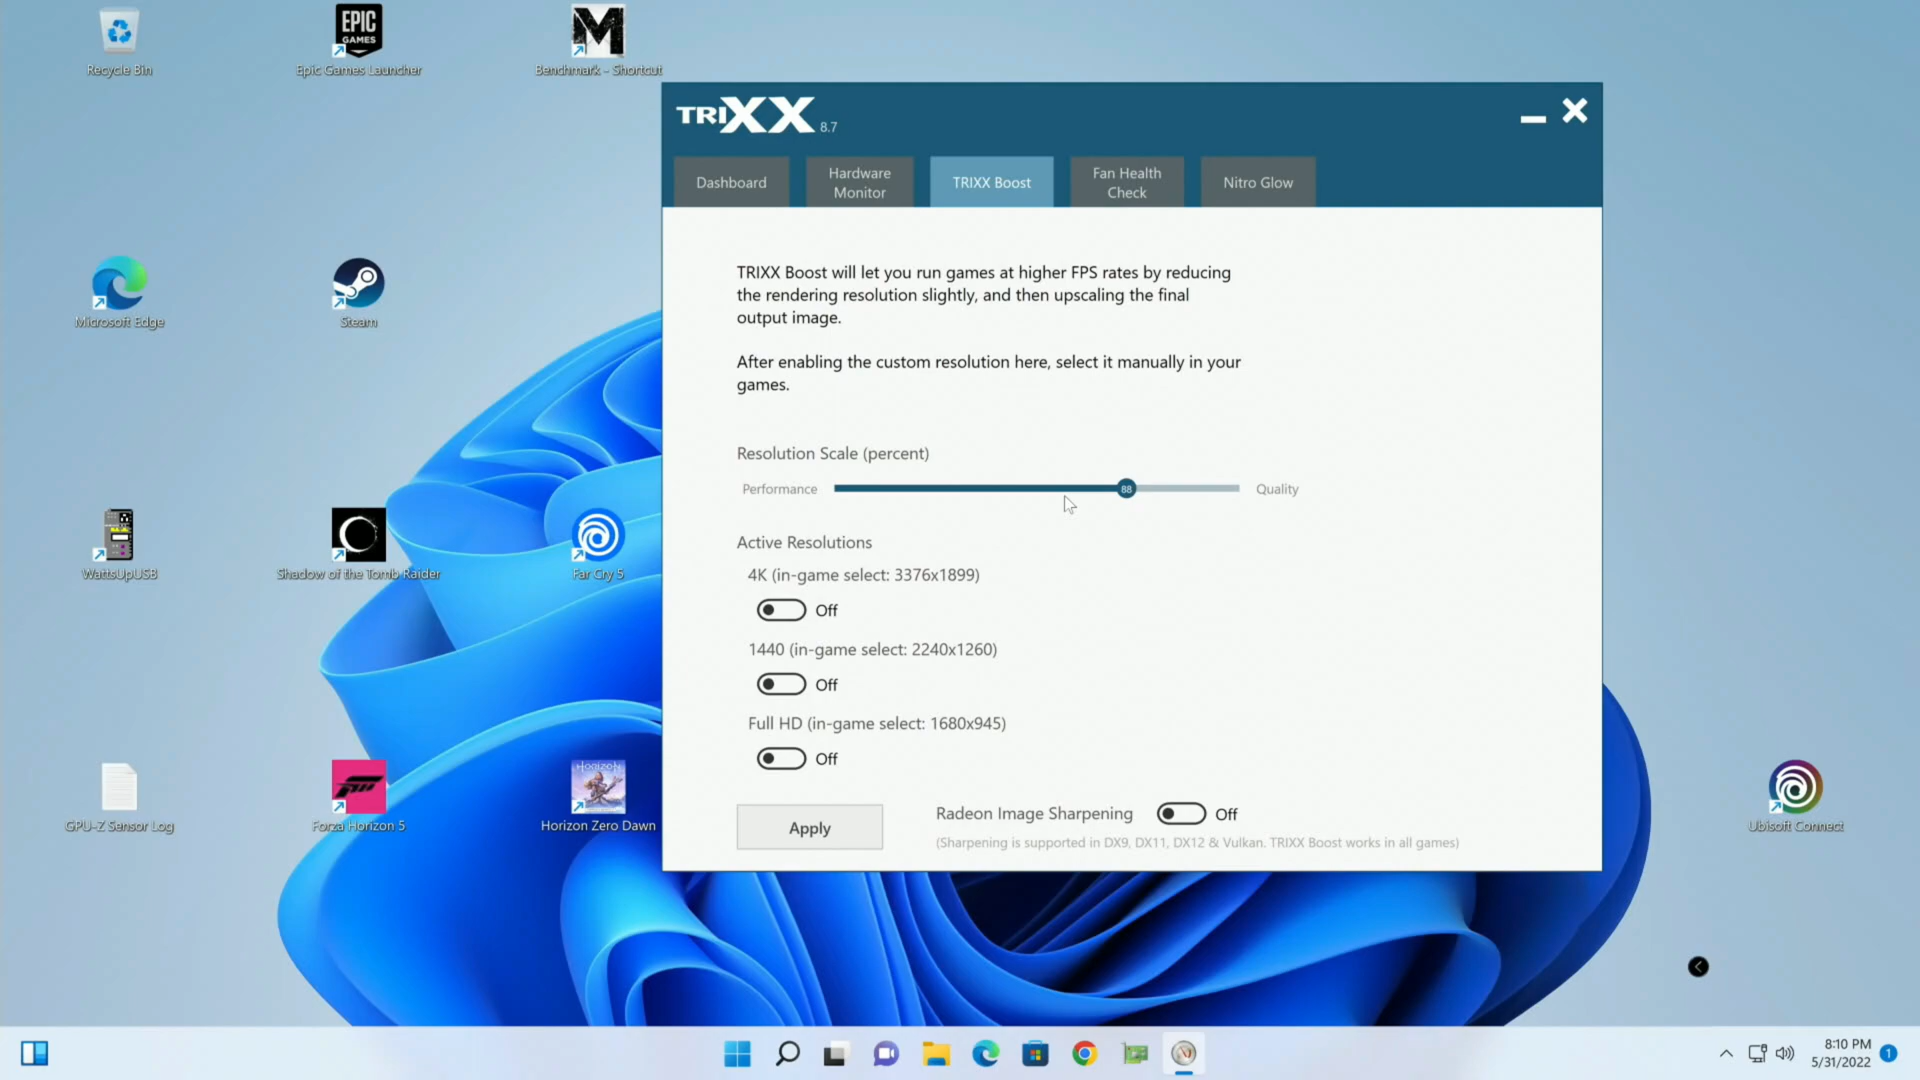 EPIC
GAMES
Recycle Bin
Epic Games Launcher
Benchmark - Shortcut
TRIXX 8.7
Dashboard
Hardware
Monitor
TRIXX Boost
Fan Health
Check
Nitro Glow
TRIXX Boost will let you run games at higher FPS rates by reducing
the rendering resolution slightly, and then upscaling the final
output image.
After enabling the custom resolution here, select it manually in your
games.
Microsoft Edge
Steam
Resolution Scale (percent)
Performance
88
Quality
Active Resolutions
4K (in-game select: 3376x1899)
Off
1440 (in-game select: 2240x1260)
Off
Full HD (in-game select: 1680x945)
Off
Apply
Radeon Image Sharpening
Off
(Sharpening is supported in DX9, DX11, DX12 & Vulkan. TRIXX Boost works in all games)
WattsUpUSB
Shadow of the Tomb Raider
Far Cry 5
HORIZON
GPU-Z Sensor Log
Forza Horizon 5
Horizon Zero Dawn
Ubisoft Connect
8:10 PM
5/31/2022
1